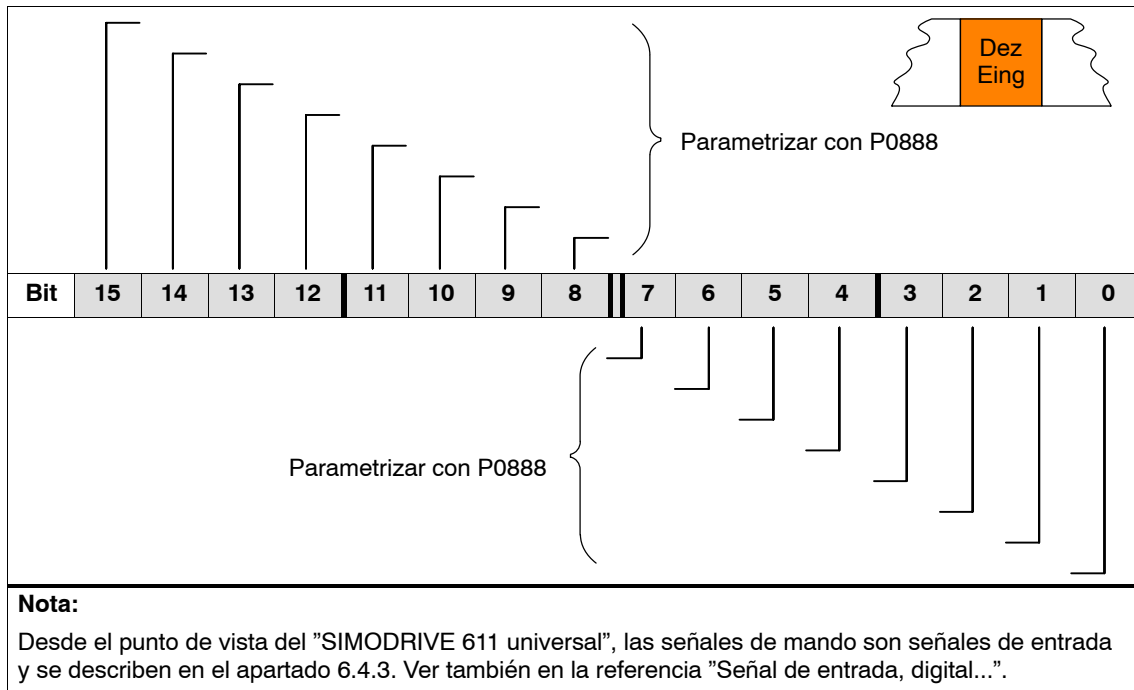 Dez
Eing
Parametrizar con P0888
Bit 15 14 13 12 11 10 9 8 7 6 5 4 3 2 1 0
Parametrizar con P0888
Nota:
Desde el punto de vista del ”SIMODRIVE 611 universal”, las señales de mando son señales de entrada
y se describen en el apartado 6.4.3. Ver también en la referencia ”Señal de entrada, digital...”.